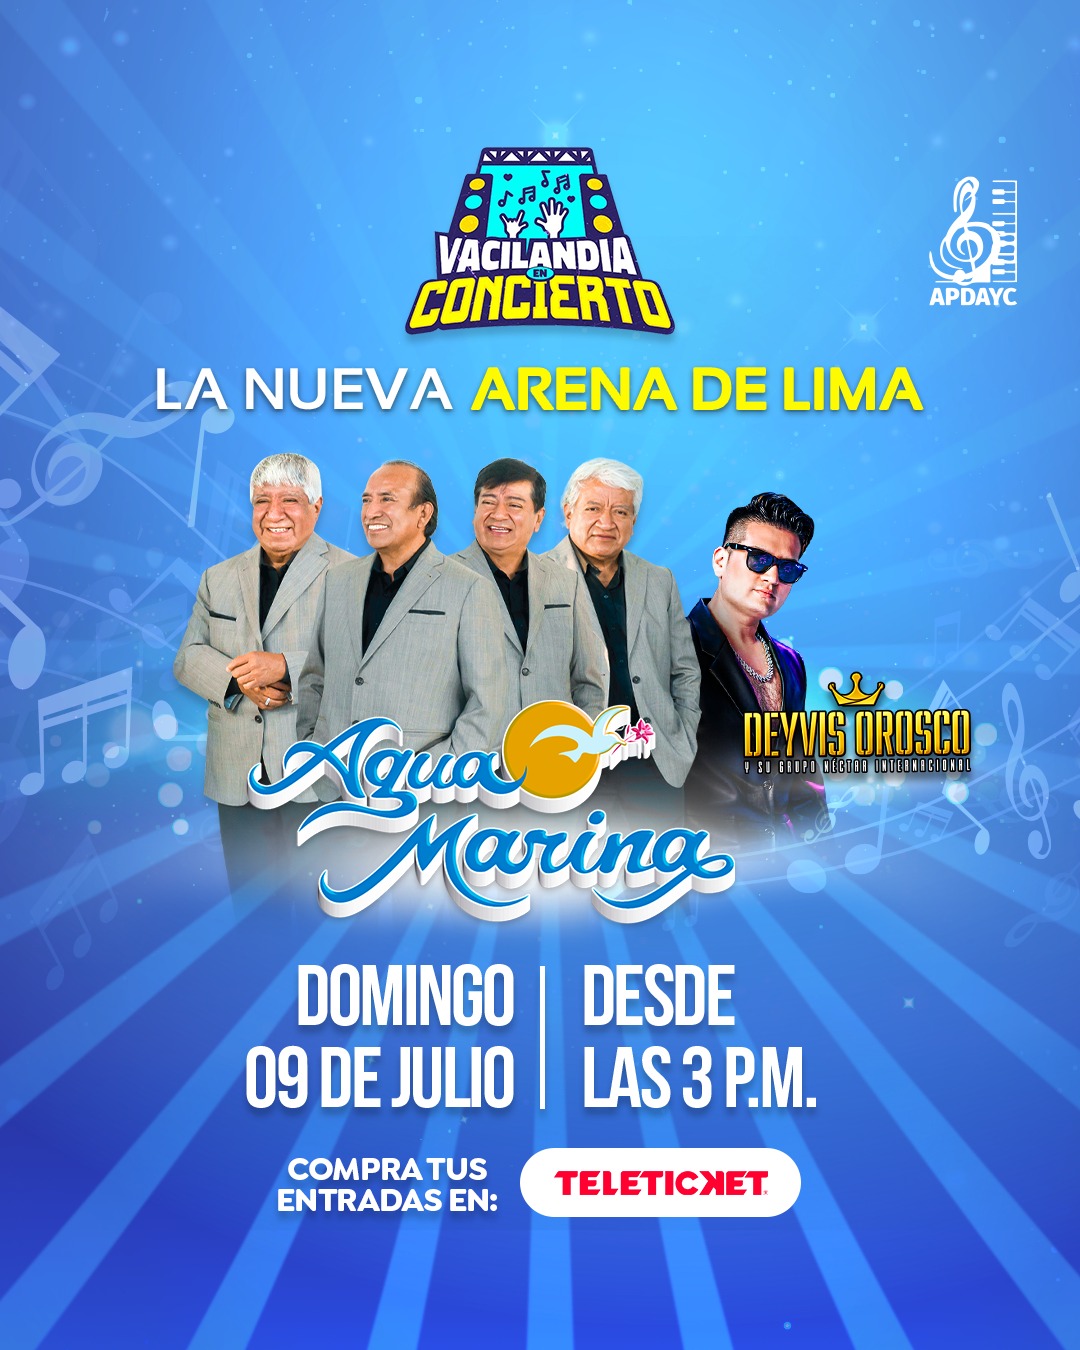 VACILANDIA
EN
CONCIERTO
APDAYC
LA NUEVA ARENA DE LIMA
DEYVIS OROSCO
Y SU GRUPO NÉCTAR INTERNACIONAL
Agua
Marina
DOMINGO
09 DE JULIO
DESDE
LAS 3 P.M.
COMPRA TUS
ENTRADAS EN:
TELETICKET